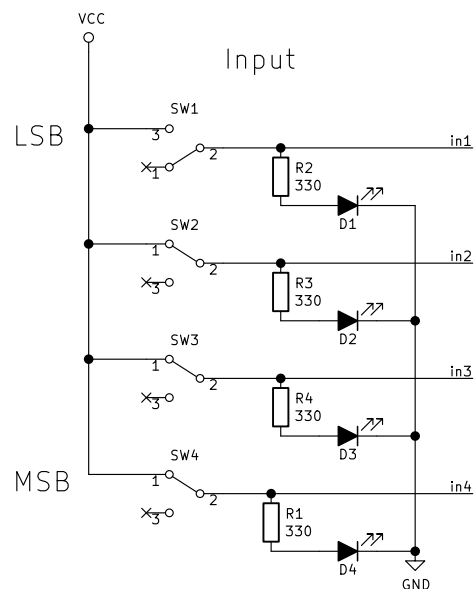 VCC
Input
LSB
SW1
3
1
2
in1
R2
330
D1
SW2
1
3
2
in2
R3
330
D2
SW3
1
3
2
in3
R4
330
D3
MSB
SW4
1
3
2
in4
R1
330
D4
GND